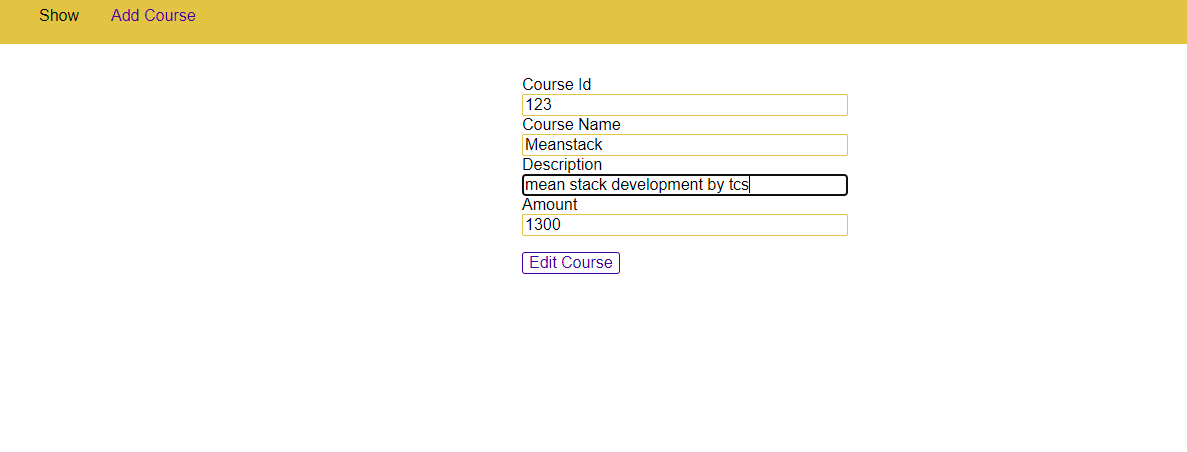 Show Add Course
Course Id
123
Course Name
Meanstack
Description
mean stack development by tcs
Amount
1300
Edit Course